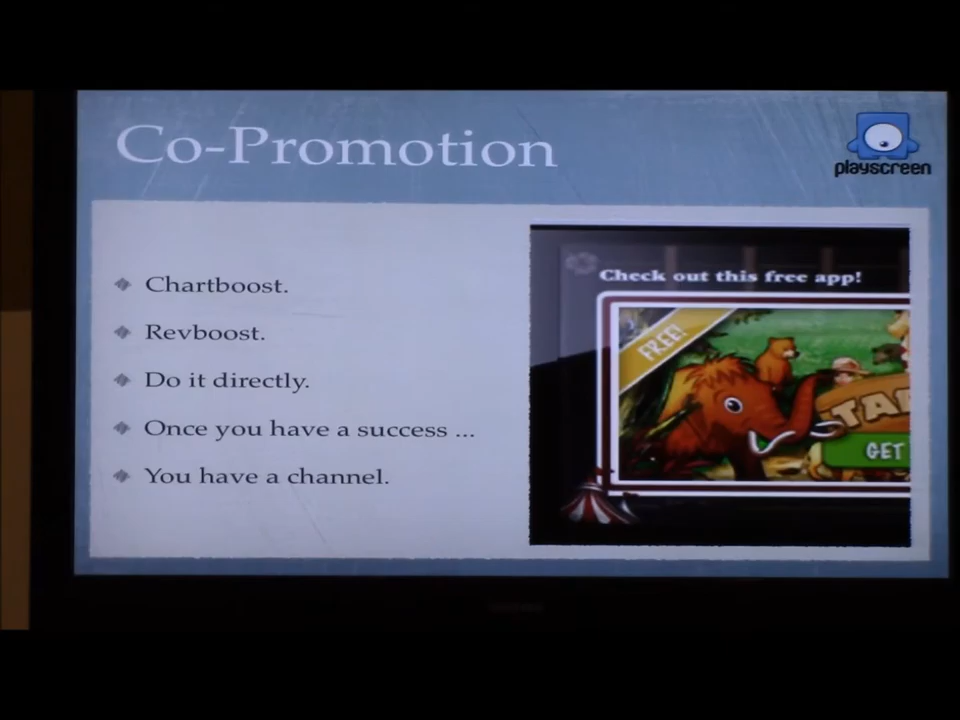 Co-Promotion
playscreen
Chartboost.
Revboost.
Do it directly.
Once you have a success ...
You have a channel.
Check out this free app!
FREE!
TAP
GET